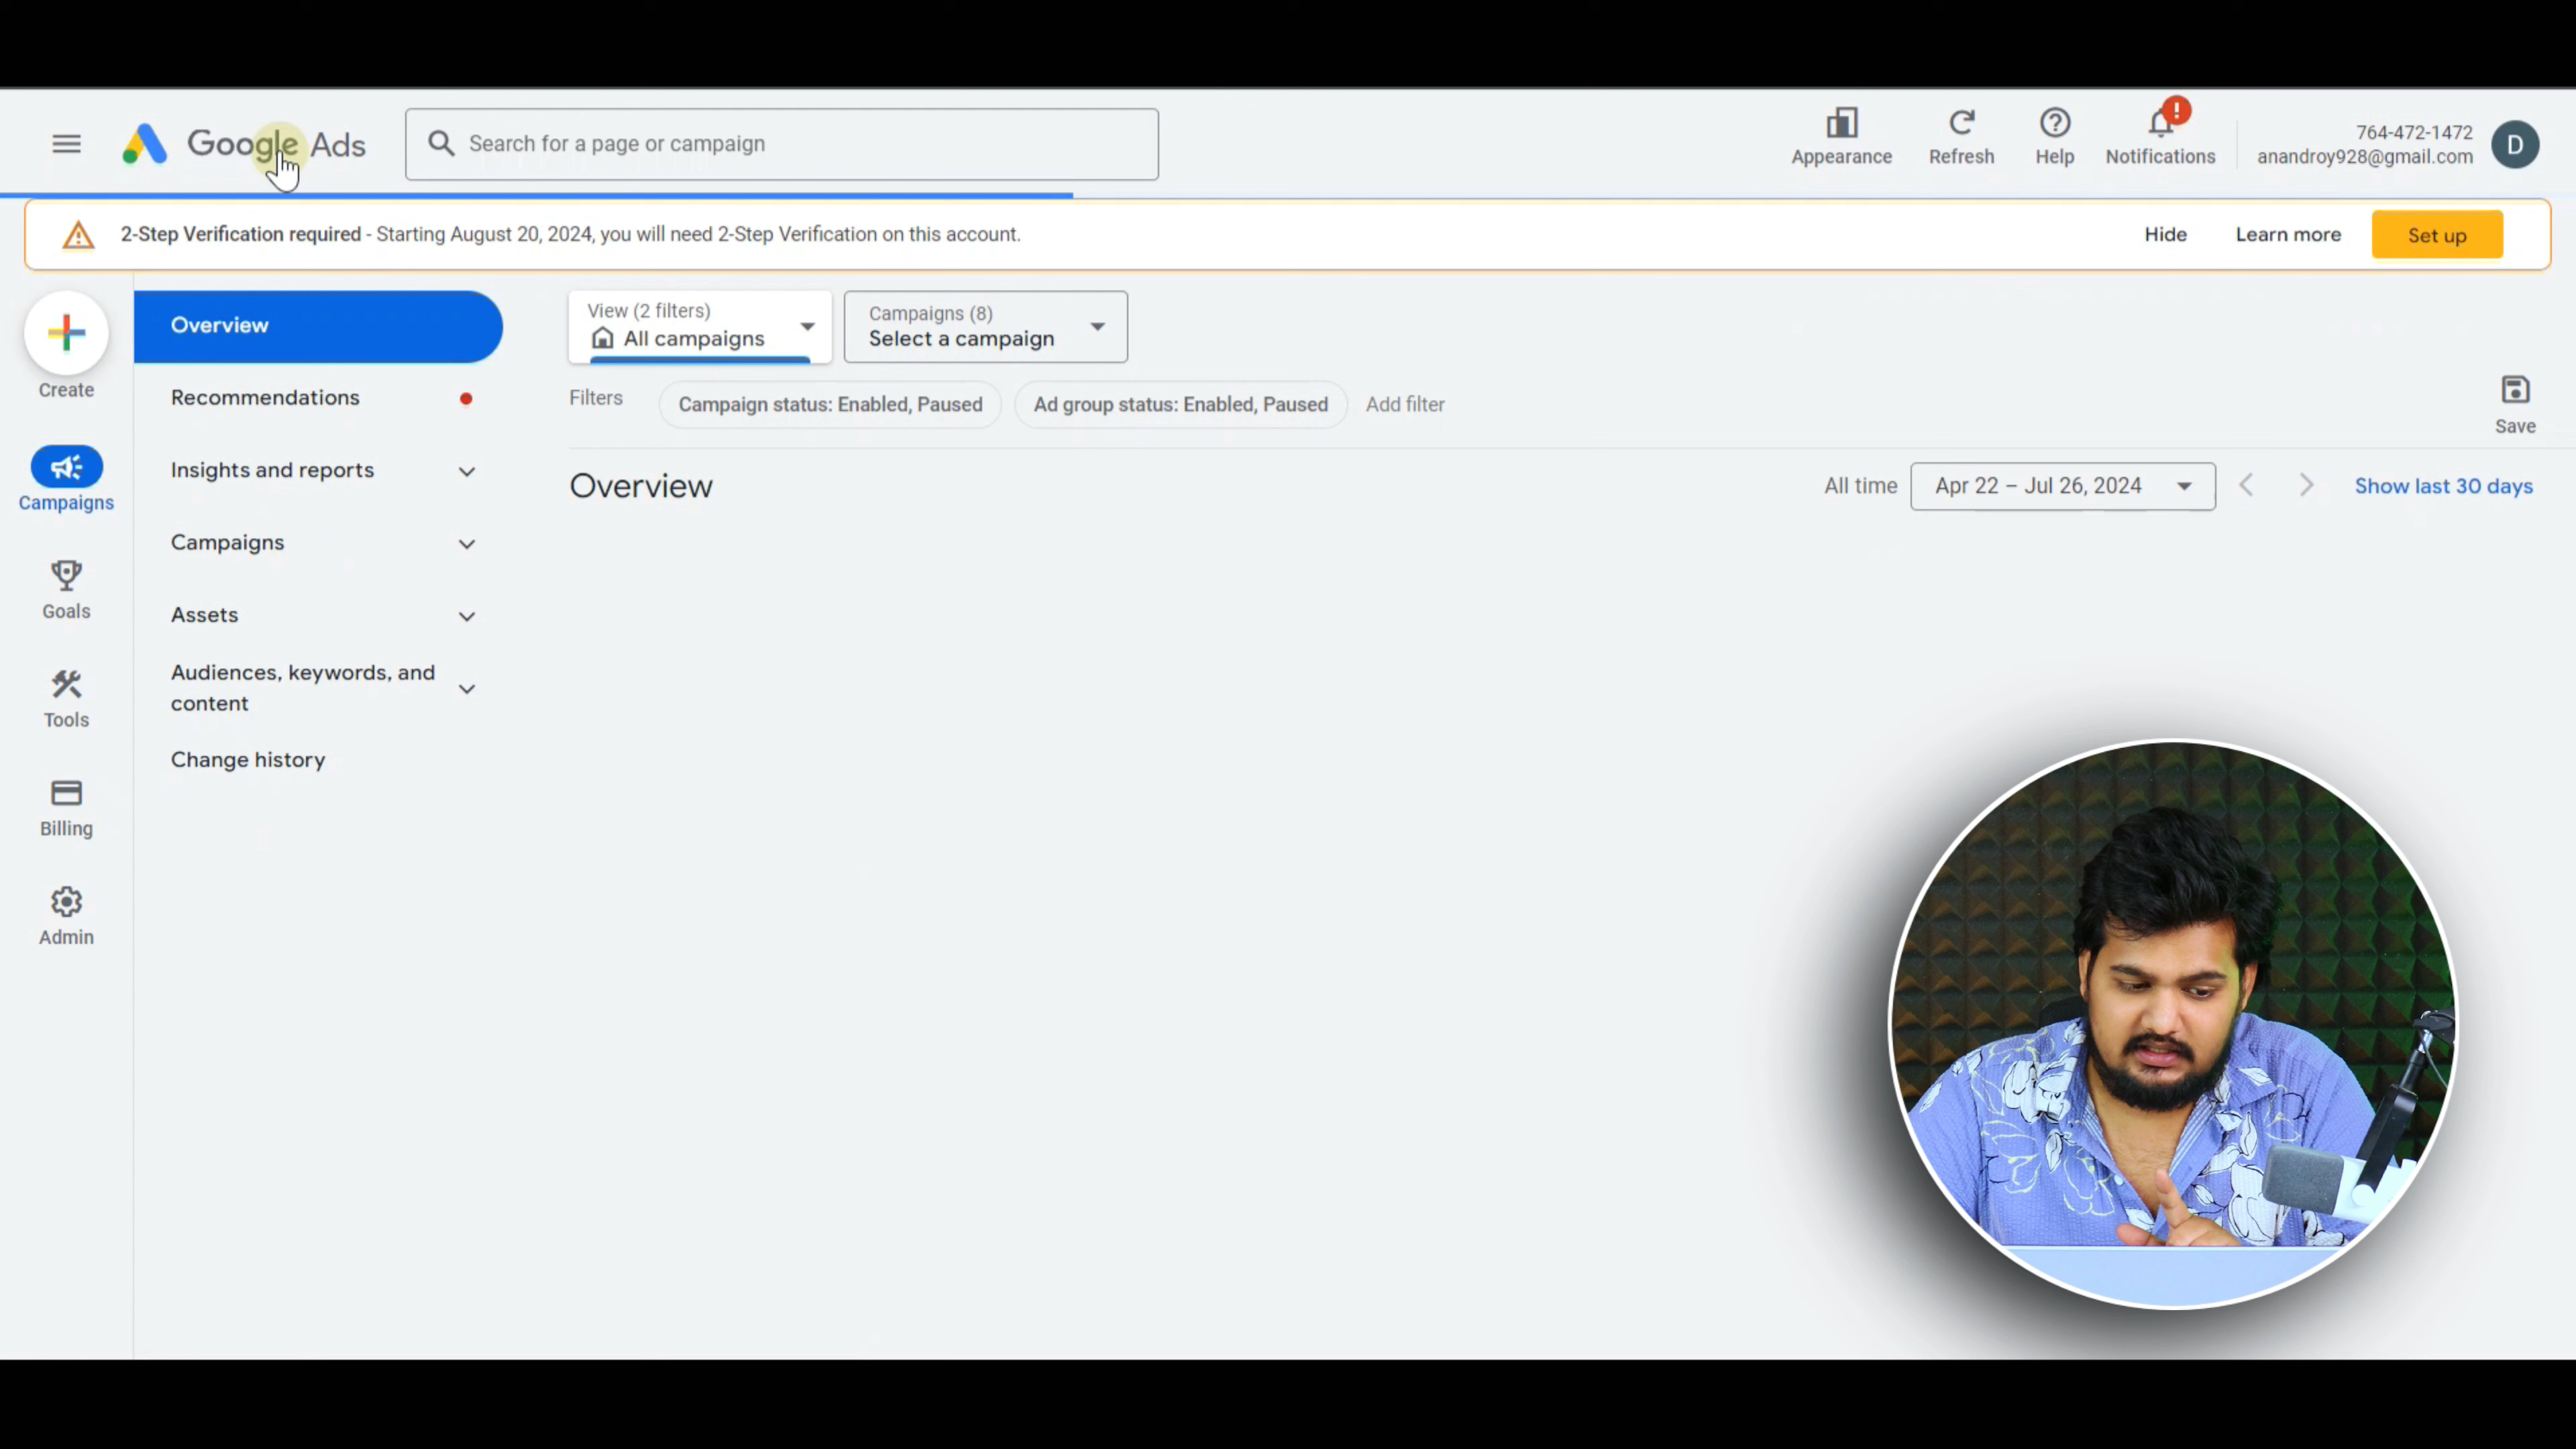 Google Ads
Search for a page or campaign
Appearance
Refresh
Help
!
Notifications
764-472-1472
anandroy928@gmail.com
D
2-Step Verification required - Starting August 20, 2024, you will need 2-Step Verification on this account.
Hide
Learn more
Set up
Create
Campaigns
Goals
Tools
Billing
Admin
Overview
Recommendations
Insights and reports
Campaigns
Assets
Audiences, keywords, and
content
Change history
View (2 filters)
All campaigns
Campaigns (8)
Select a campaign
Filters
Campaign status: Enabled, Paused
Ad group status: Enabled, Paused
Add filter
Save
Overview
All time
Apr 22 – Jul 26, 2024
Show last 30 days